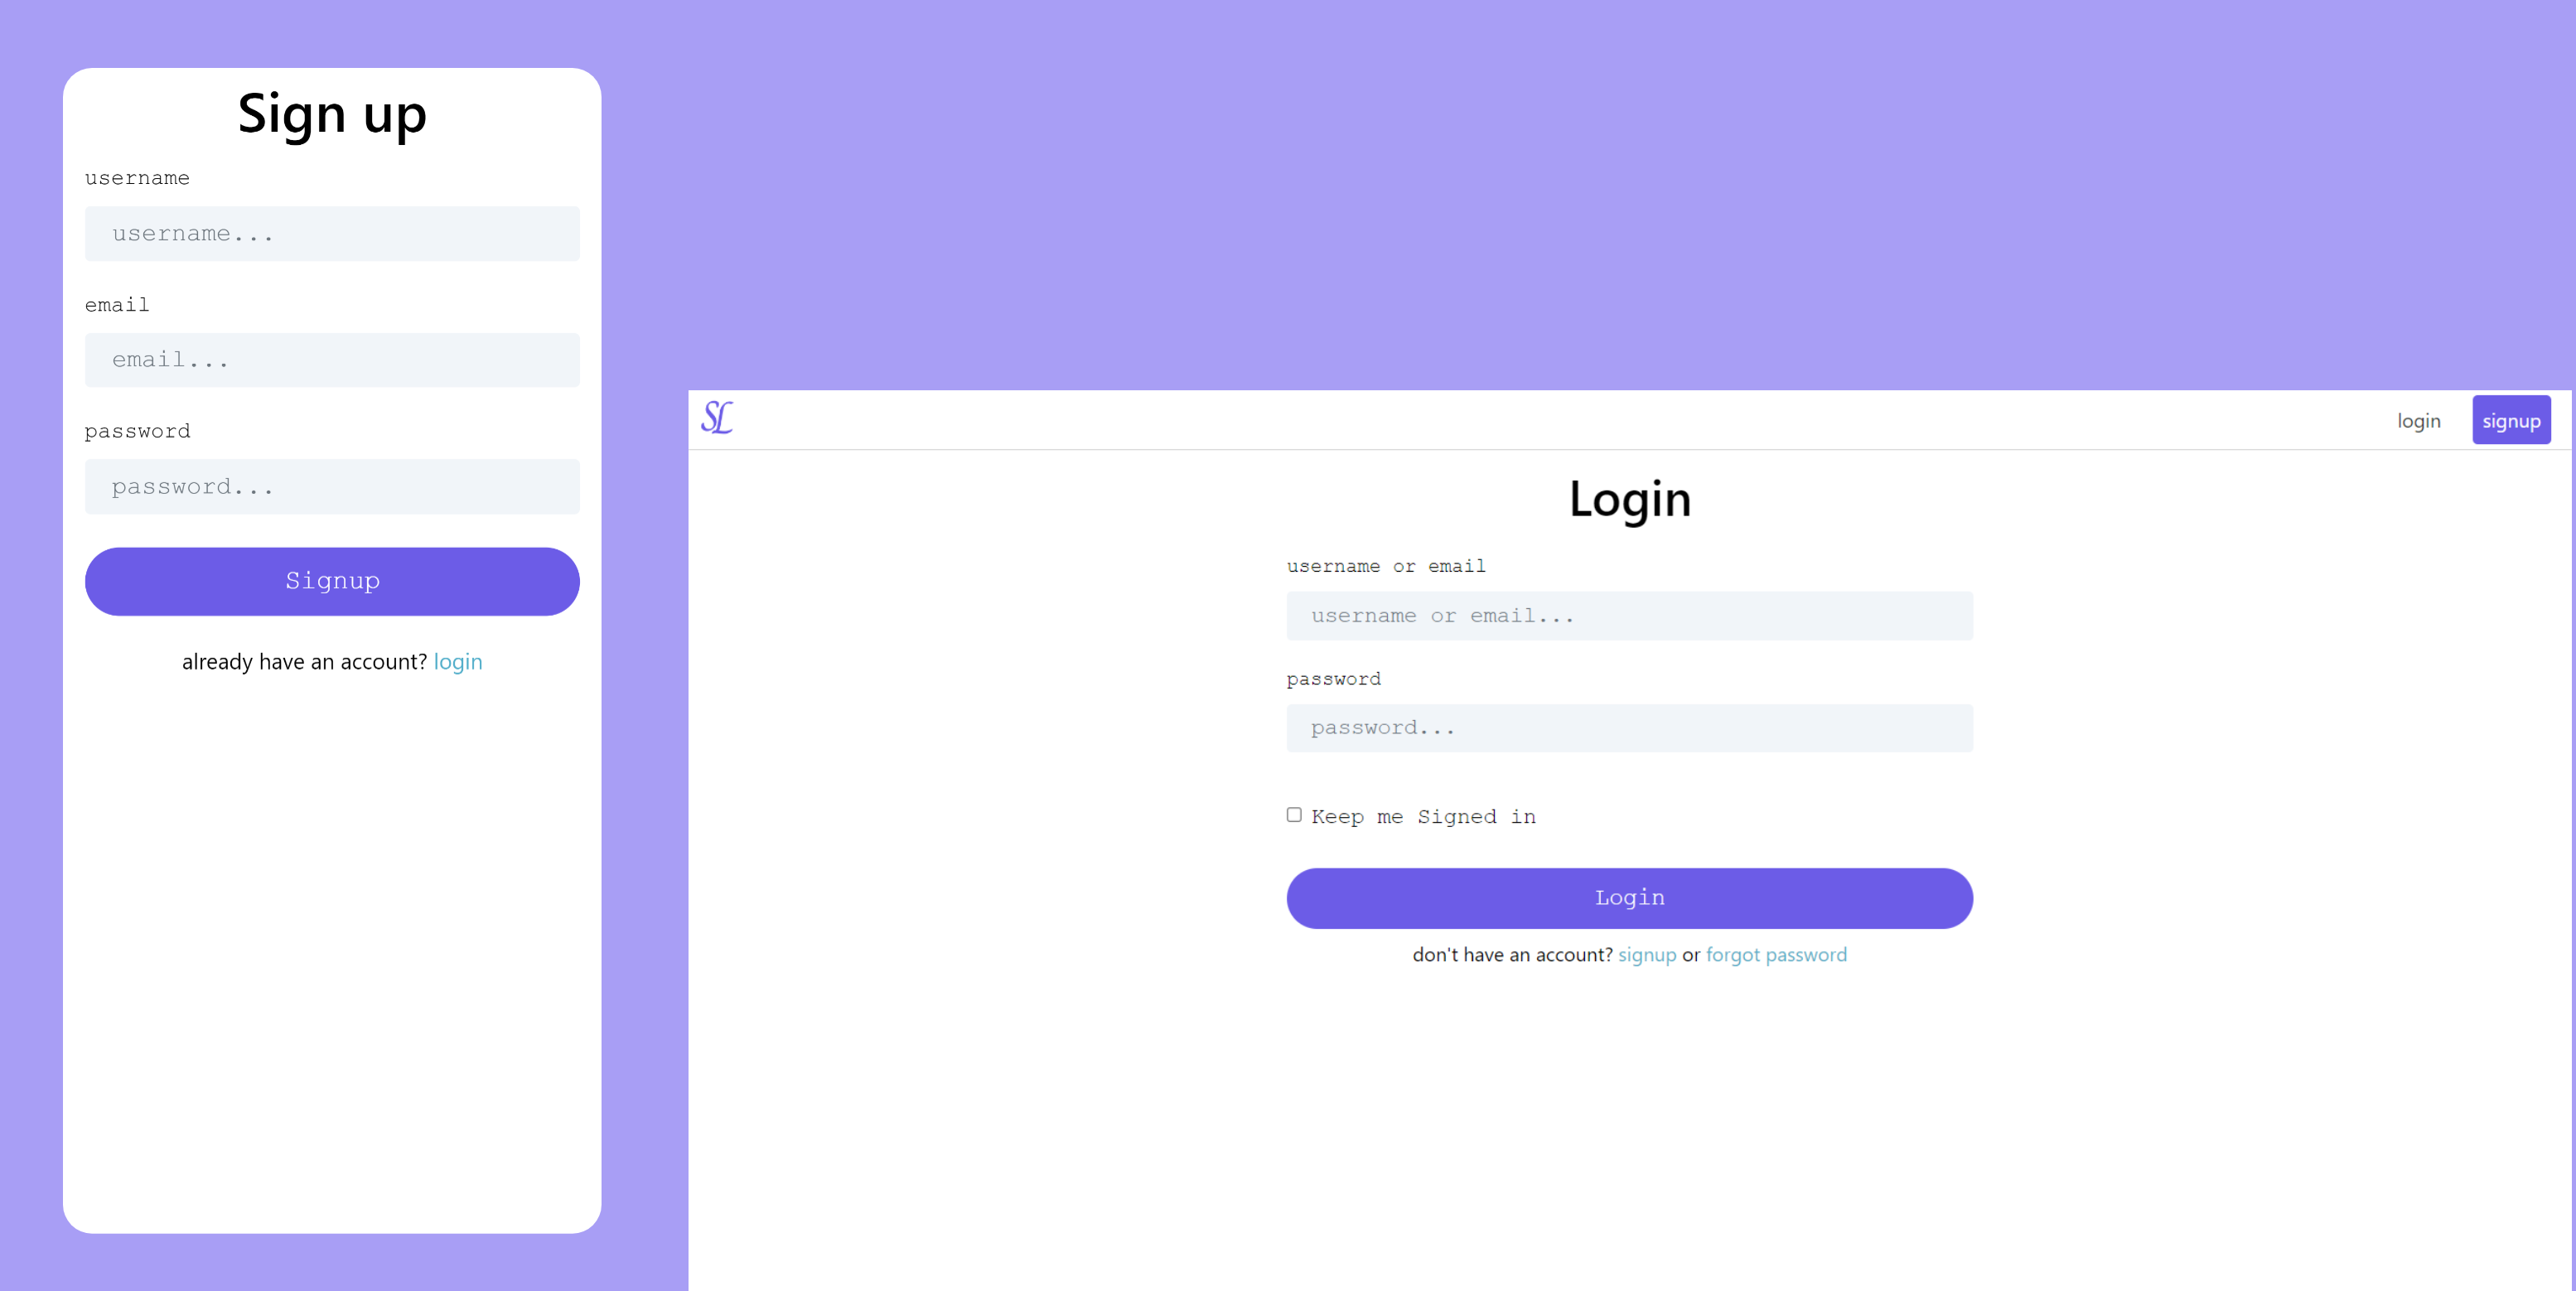 Sign up
username
username...
email
email...
password
password...
Signup
already have an account? login
SL
login
signup
Login
username or email
username or email...
password
password...
Keep me Signed in
Login
don't have an account? signup or forgot password